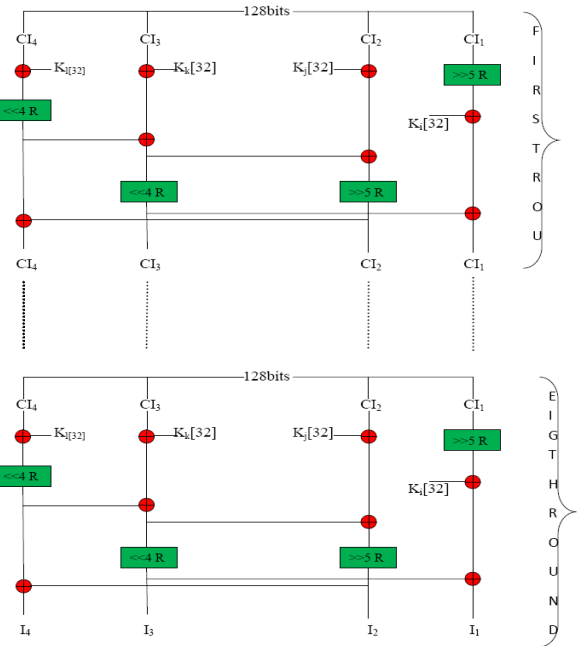 128bits
CI4 CI3 CI2 CI1
Kl[32] Kk[32] Kj[32] >>5 R
<<4 R Ki[32]
<<4 R >>5 R
CI4 CI3 CI2 CI1
F I R S T R O U
128bits
CI4 CI3 CI2 CI1
Kl[32] Kk[32] Kj[32] >>5 R
<<4 R Ki[32]
<<4 R >>5 R
I4 I3 I2 I1
E I G T H R O U N D